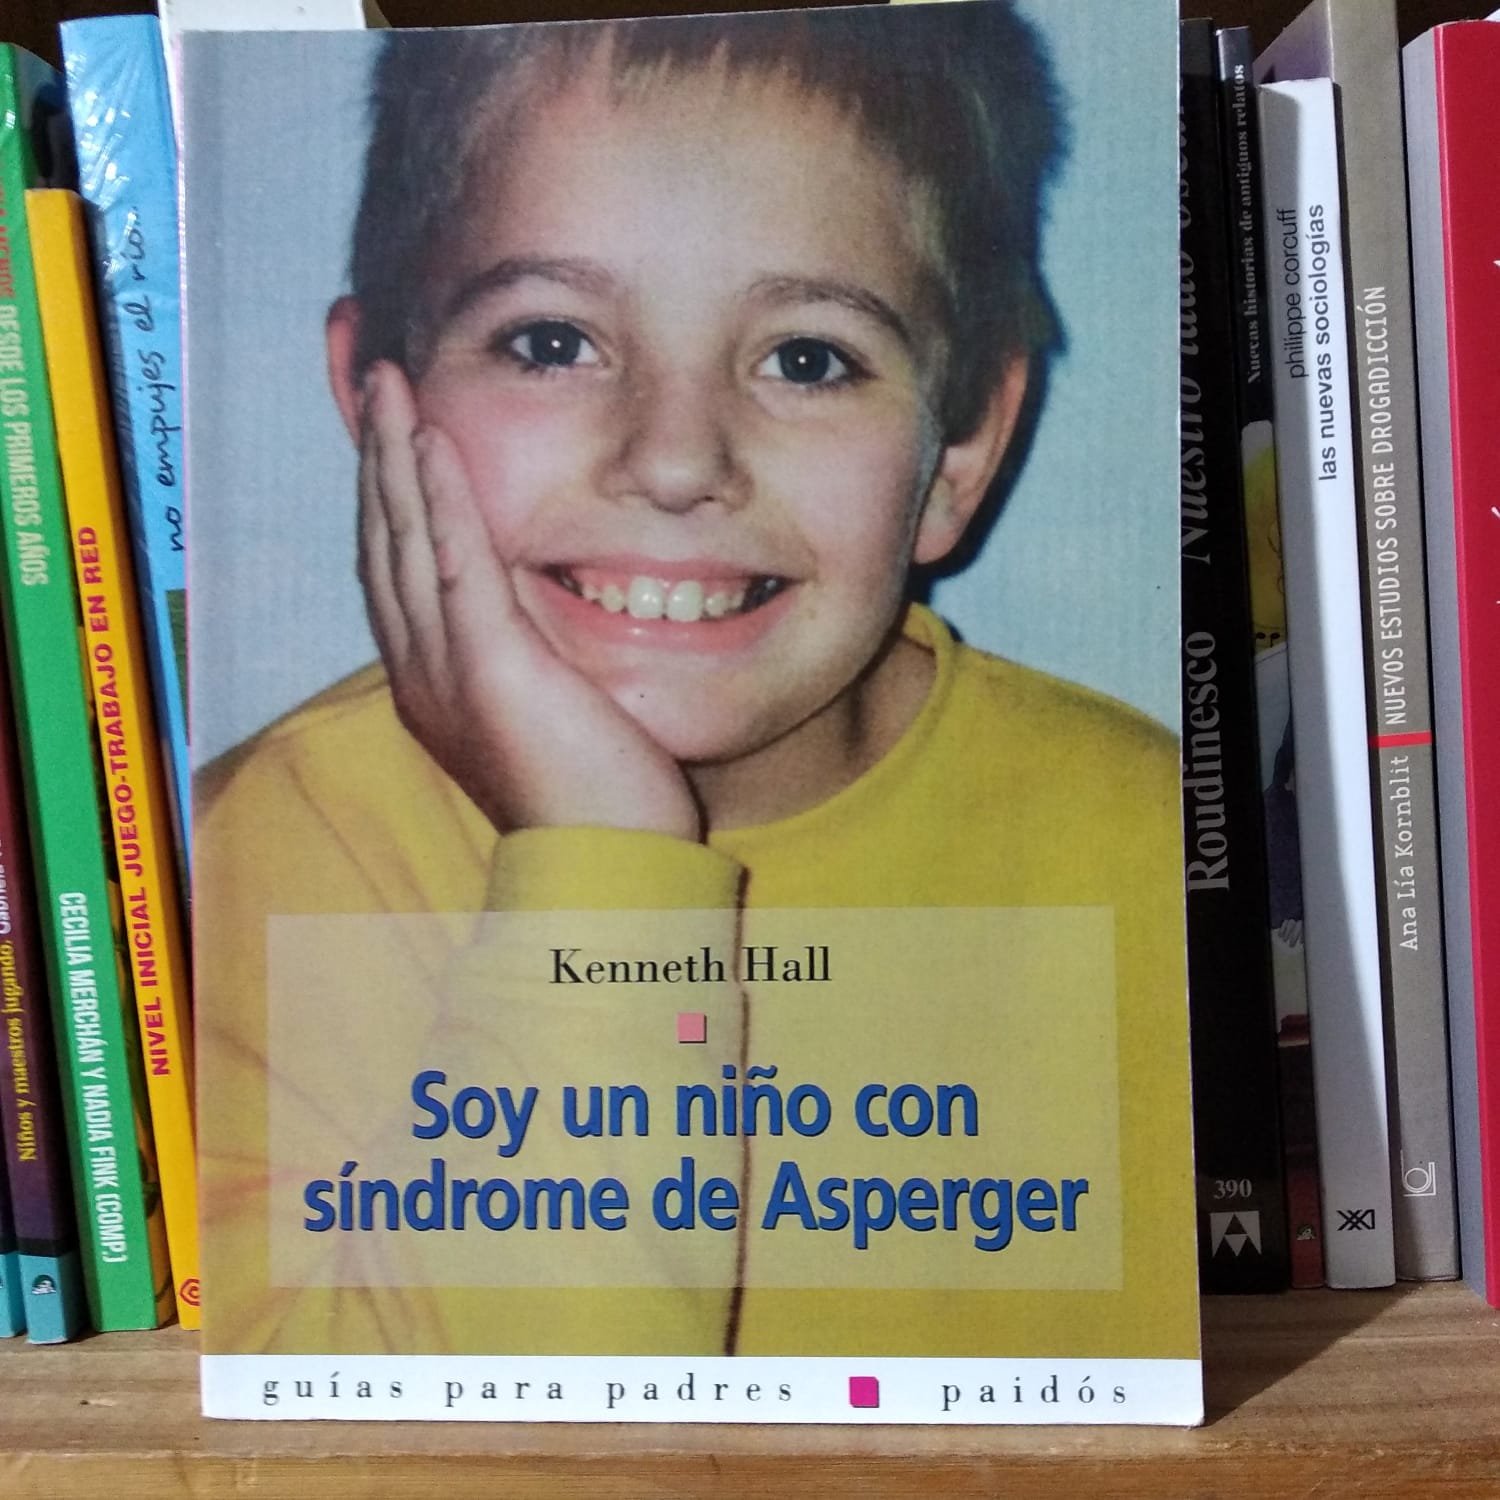 Kenneth Hall
Soy un niño con
síndrome de Asperger
guías para padres paidós
Niños y maestros jugando,
DESDE LOS PRIMEROS AÑOS
CECILIA MERCHÁN Y NADIA FINK (COMP.)
NIVEL INICIAL JUEGO-TRABAJO EN RED
no empujes el río...
Roudinesco Nuestro lado
390
Nuevas historias de antiguos relatos
philippe corcuff
las nuevas sociologías
Ana Lía Kornblit NUEVOS ESTUDIOS SOBRE DROGADICCIÓN